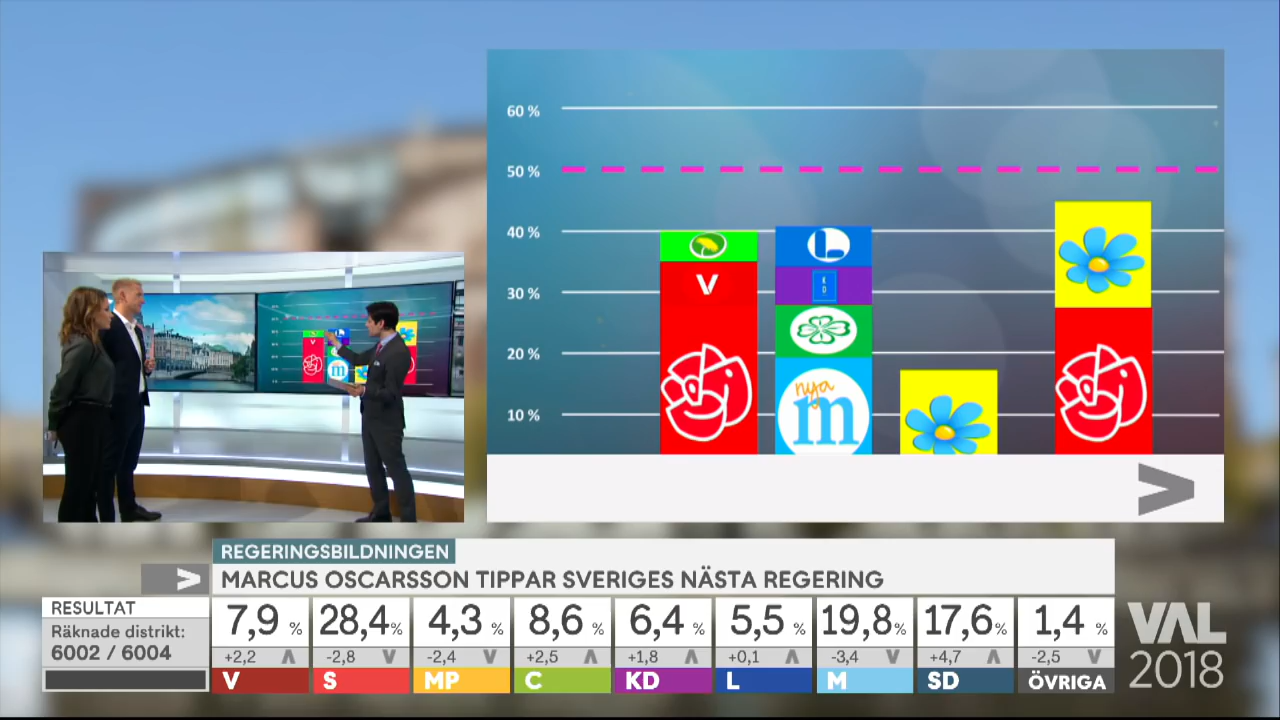 60 %
50 %
40 %
30 %
20 %
10 %
V
L
K
D
nya
m
REGERINGSBILDNINGEN
MARCUS OSCARSSON TIPPAR SVERIGES NÄSTA REGERING
RESULTAT
Räknade distrikt:
6002 / 6004
7,9 % 28,4% 4,3 % 8,6 % 6,4 % 5,5 % 19,8% 17,6% 1,4 %
+2,2 -2,8 -2,4 +2,5 +1,8 +0,1 -3,4 +4,7 -2,5
V S MP C KD L M SD ÖVRIGA
VAL
2018